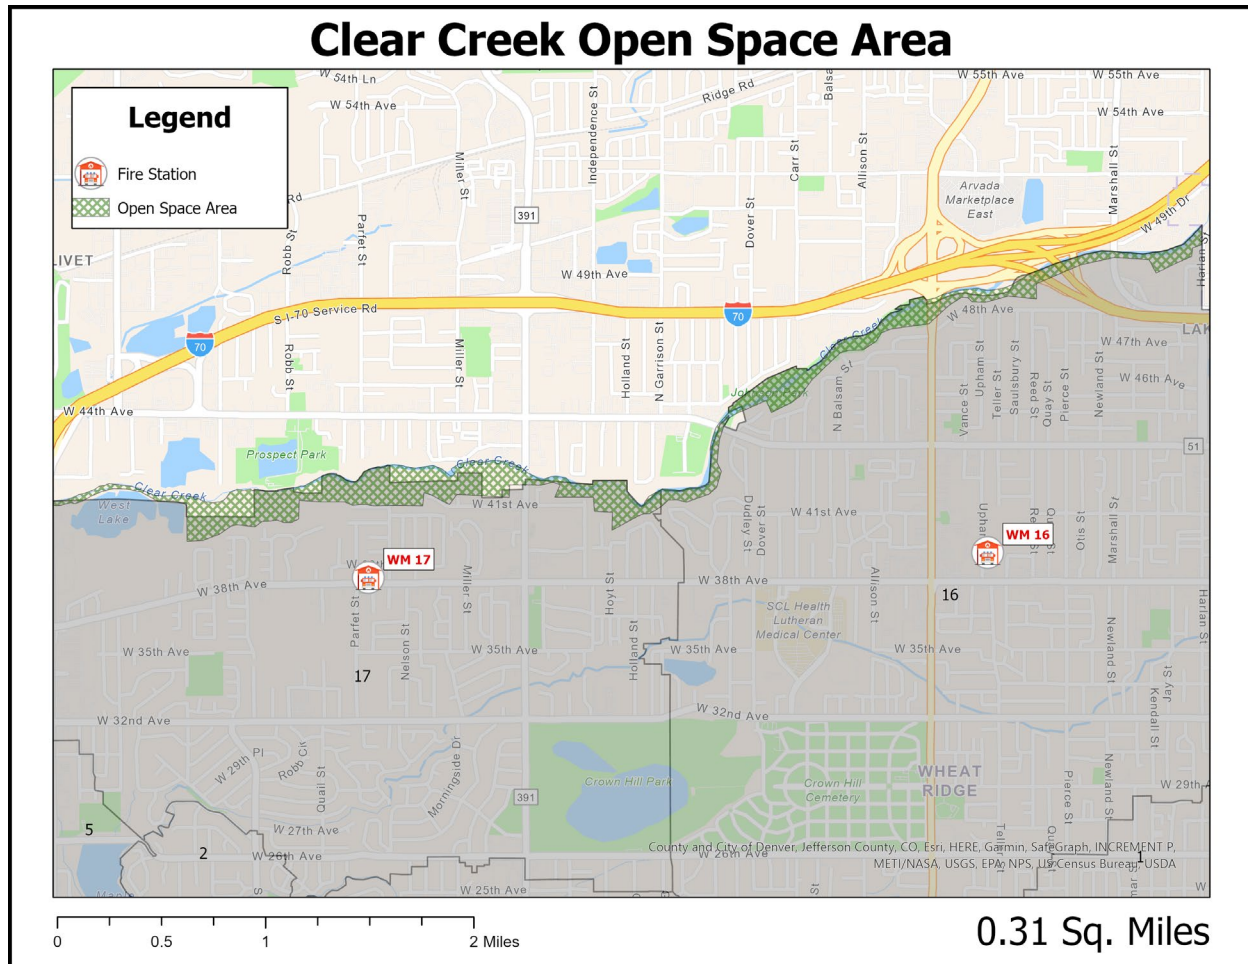 Clear Creek Open Space Area
Legend
Fire Station
Open Space Area
W 54th Ln
W 54th Ave
Independence St
Ridge Rd
Balsa
W 55th Ave
W 55th Ave
W 54th Ave
Miller St
Carr St
Allison St
Marshall St
Arvada
Marketplace
East
Rd
391
Robb St
Parfet St
Dover St
W 49th Dr
LIVET
W 49th Ave
Harlan St
S I-70 Service Rd
70
70
W 48th Ave
LAK
Clear Creek
Robb St
Miller St
Holland St
N Garrison St
N Balsam St
W 47th Ave
W 46th Ave
Upham St
Teller St
Saulsbury St
Reed St
Quay St
Pierce St
Newland St
Vance St
W 44th Ave
51
Prospect Park
Clear Creek
Clear Creek
West
Lake
W 41st Ave
W 41st Ave
Dudley St
Dover St
Otis St
Marshall St
WM 17
WM 16
W 38th Ave
W 38th Ave
Parfet St
Nelson St
Miller St
Hoyt St
Holland St
Allison St
16
SCL Health
Lutheran
Medical Center
Harlan St
W 35th Ave
W 35th Ave
W 35th Ave
W 35th Ave
Newland St
17
Jay St
Kendall St
W 32nd Ave
W 32nd Ave
W 29th Pl
Robb Cir
Quail St
Morningside Dr
Crown Hill Park
Crown Hill
Cemetery
WHEAT
RIDGE
391
Pierce St
Newland St
W 29th A
5
2
W 27th Ave
W 26th Ave
W 26th Ave
W 25th Ave
1
County and City of Denver, Jefferson County, CO, Esri, HERE, Garmin, SafeGraph, INCREMENT P,
METI/NASA, USGS, EPA, NPS, US Census Bureau, USDA
0
0.5
1
2 Miles
0.31 Sq. Miles